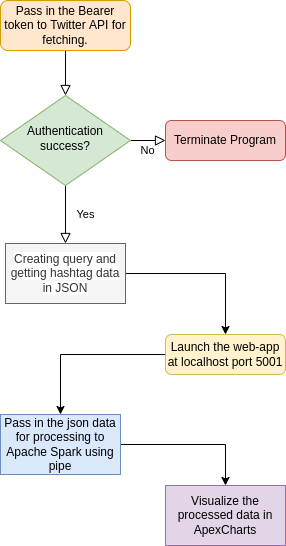 Pass in the Bearer
token to Twitter API for
fetching.
Authentication
success?
No
Terminate Program
Yes
Creating query and
getting hashtag data
in JSON
Launch the web-app
at localhost port 5001
Pass in the json data
for processing to
Apache Spark using
pipe
Visualize the
processed data in
ApexCharts